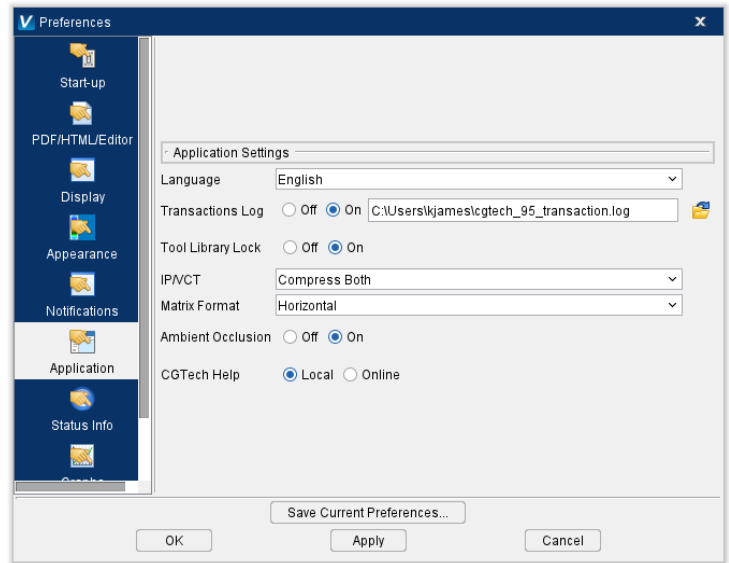 Preferences
Start-up
PDF/HTML/Editor
Display
Appearance
Notifications
Application
Status Info
Graphs
Application Settings
Language English
Transactions Log Off On C:\Users\kjames\cgtech_95_transaction.log
Tool Library Lock Off On
IP/VCT Compress Both
Matrix Format Horizontal
Ambient Occlusion Off On
CGTech Help Local Online
Save Current Preferences...
OK Apply Cancel